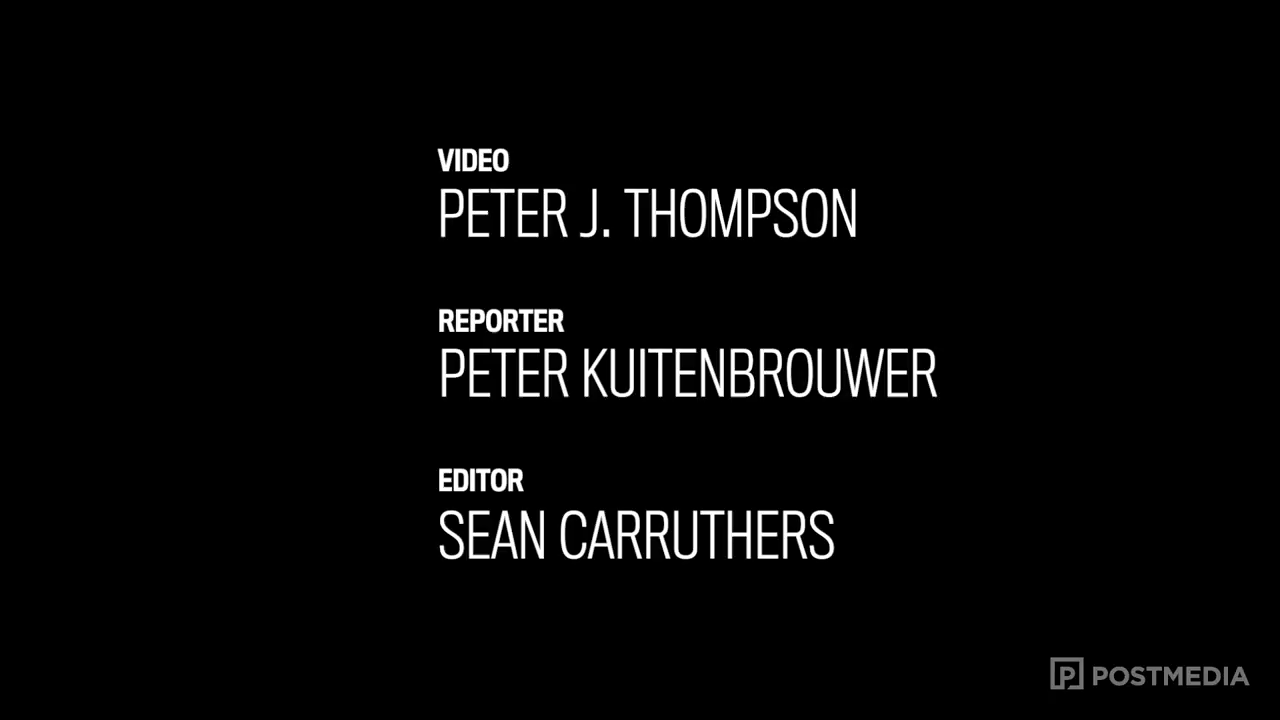 VIDEO
PETER J. THOMPSON
REPORTER
PETER KUITENBROUWER
EDITOR
SEAN CARRUTHERS
P POSTMEDIA